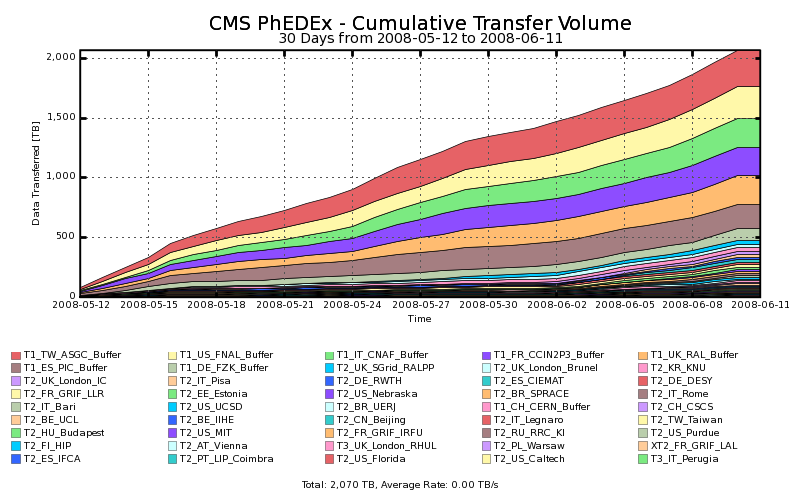 CMS PhEDEx - Cumulative Transfer Volume
30 Days from 2008-05-12 to 2008-06-11
2,000
1,500
1,000
500
0
Data Transferred [TB]
2008-05-12 2008-05-15 2008-05-18 2008-05-21 2008-05-24 2008-05-27 2008-05-30 2008-06-02 2008-06-05 2008-06-08 2008-06-11
Time
T1_TW_ASGC_Buffer T1_US_FNAL_Buffer T1_IT_CNAF_Buffer T1_FR_CCIN2P3_Buffer T1_UK_RAL_Buffer
T1_ES_PIC_Buffer T1_DE_FZK_Buffer T2_UK_SGrid_RALPP T2_UK_London_Brunel T2_KR_KNU
T2_UK_London_IC T2_IT_Pisa T2_DE_RWTH T2_ES_CIEMAT T2_DE_DESY
T2_FR_GRIF_LLR T2_EE_Estonia T2_US_Nebraska T2_BR_SPRACE T2_IT_Rome
T2_IT_Bari T2_US_UCSD T2_BR_UERJ T1_CH_CERN_Buffer T2_CH_CSCS
T2_BE_UCL T2_BE_IIHE T2_CN_Beijing T2_IT_Legnaro T2_TW_Taiwan
T2_HU_Budapest T2_US_MIT T2_FR_GRIF_IRFU T2_RU_RRC_KI T2_US_Purdue
T2_FI_HIP T2_AT_Vienna T3_UK_London_RHUL T2_PL_Warsaw XT2_FR_GRIF_LAL
T2_ES_IFCA T2_PT_LIP_Coimbra T2_US_Florida T2_US_Caltech T3_IT_Perugia
Total: 2,070 TB, Average Rate: 0.00 TB/s